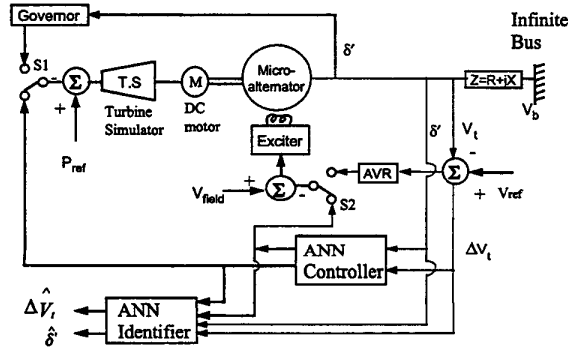 Governor
δ'
Infinite
Bus
S1
-
Σ
+
T.S
M
Micro-
alternator
Z=R+jX
Turbine
Simulator
DC
motor
V_b
P_ref
Exciter
δ'
V_t
-
V_field
+
Σ
-
S2
AVR
Σ
+
V_ref
ANN
Controller
ΔV_t
ΔV̂_t
δ̂'
ANN
Identifier